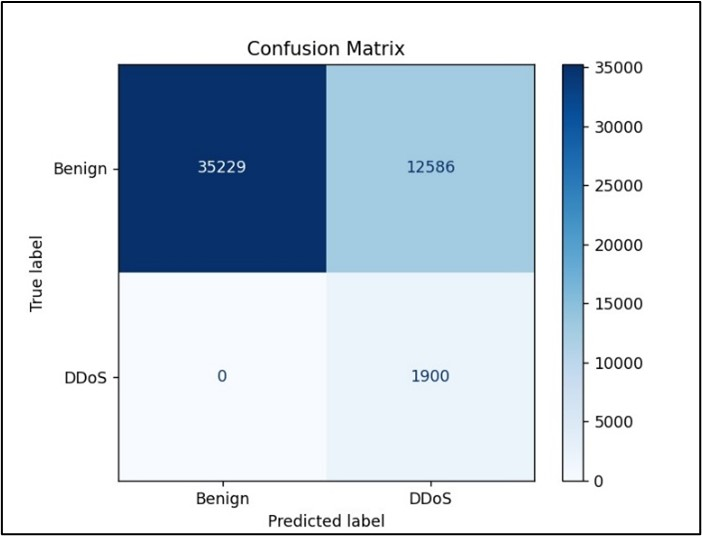 Confusion Matrix
35000
30000
25000
20000
15000
10000
5000
0
True label
Benign
35229 12586
DDoS
0 1900
Benign DDoS
Predicted label